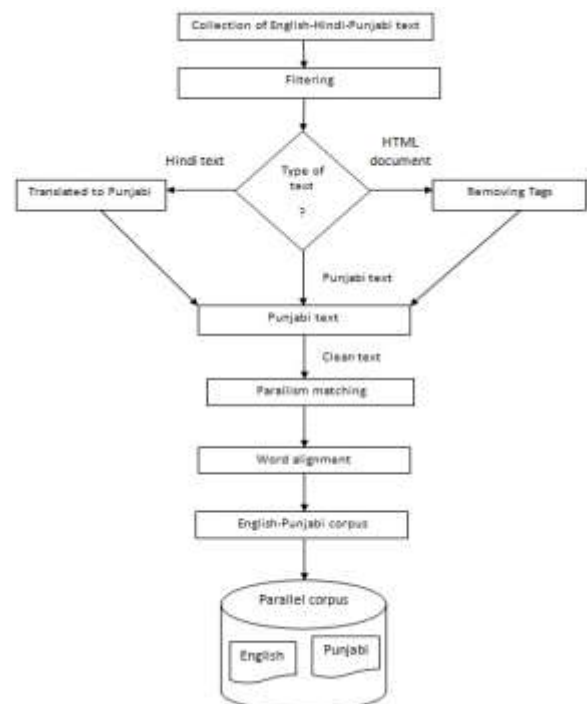 Collection of English-Hindi-Punjabi text
Filtering
Hindi text
HTML
document
Type of
text
?
Translated to Punjabi
Removing Tags
Punjabi text
Punjabi text
Clean text
Parallism matching
Word alignment
English-Punjabi corpus
Parallel corpus
English
Punjabi